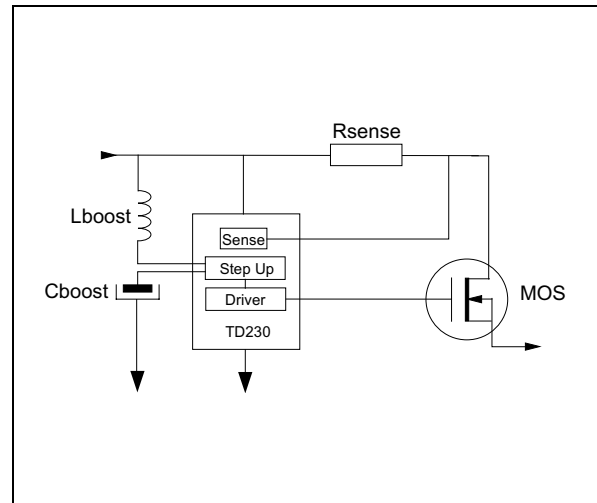 Rsense
Lboost
Sense
Step Up
Cboost
Driver
MOS
TD230